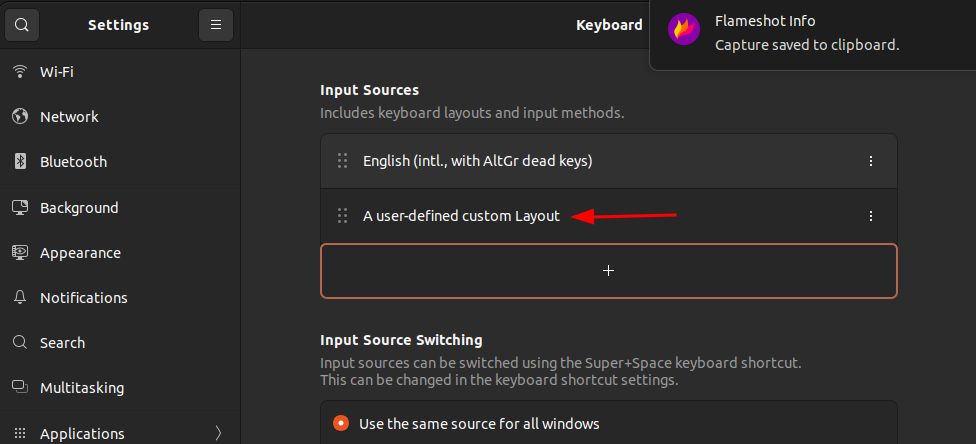 Settings
Keyboard
Flameshot Info
Capture saved to clipboard.
Wi-Fi
Network
Bluetooth
Background
Appearance
Notifications
Search
Multitasking
Applications
Input Sources
Includes keyboard layouts and input methods.
English (intl., with AltGr dead keys)
A user-defined custom Layout
+
Input Source Switching
Input sources can be switched using the Super+Space keyboard shortcut.
This can be changed in the keyboard shortcut settings.
Use the same source for all windows